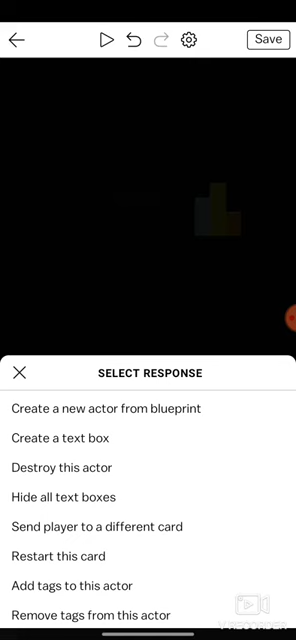 Save
SELECT RESPONSE
Create a new actor from blueprint
Create a text box
Destroy this actor
Hide all text boxes
Send player to a different card
Restart this card
Add tags to this actor
Remove tags from this actor
V RECORDER